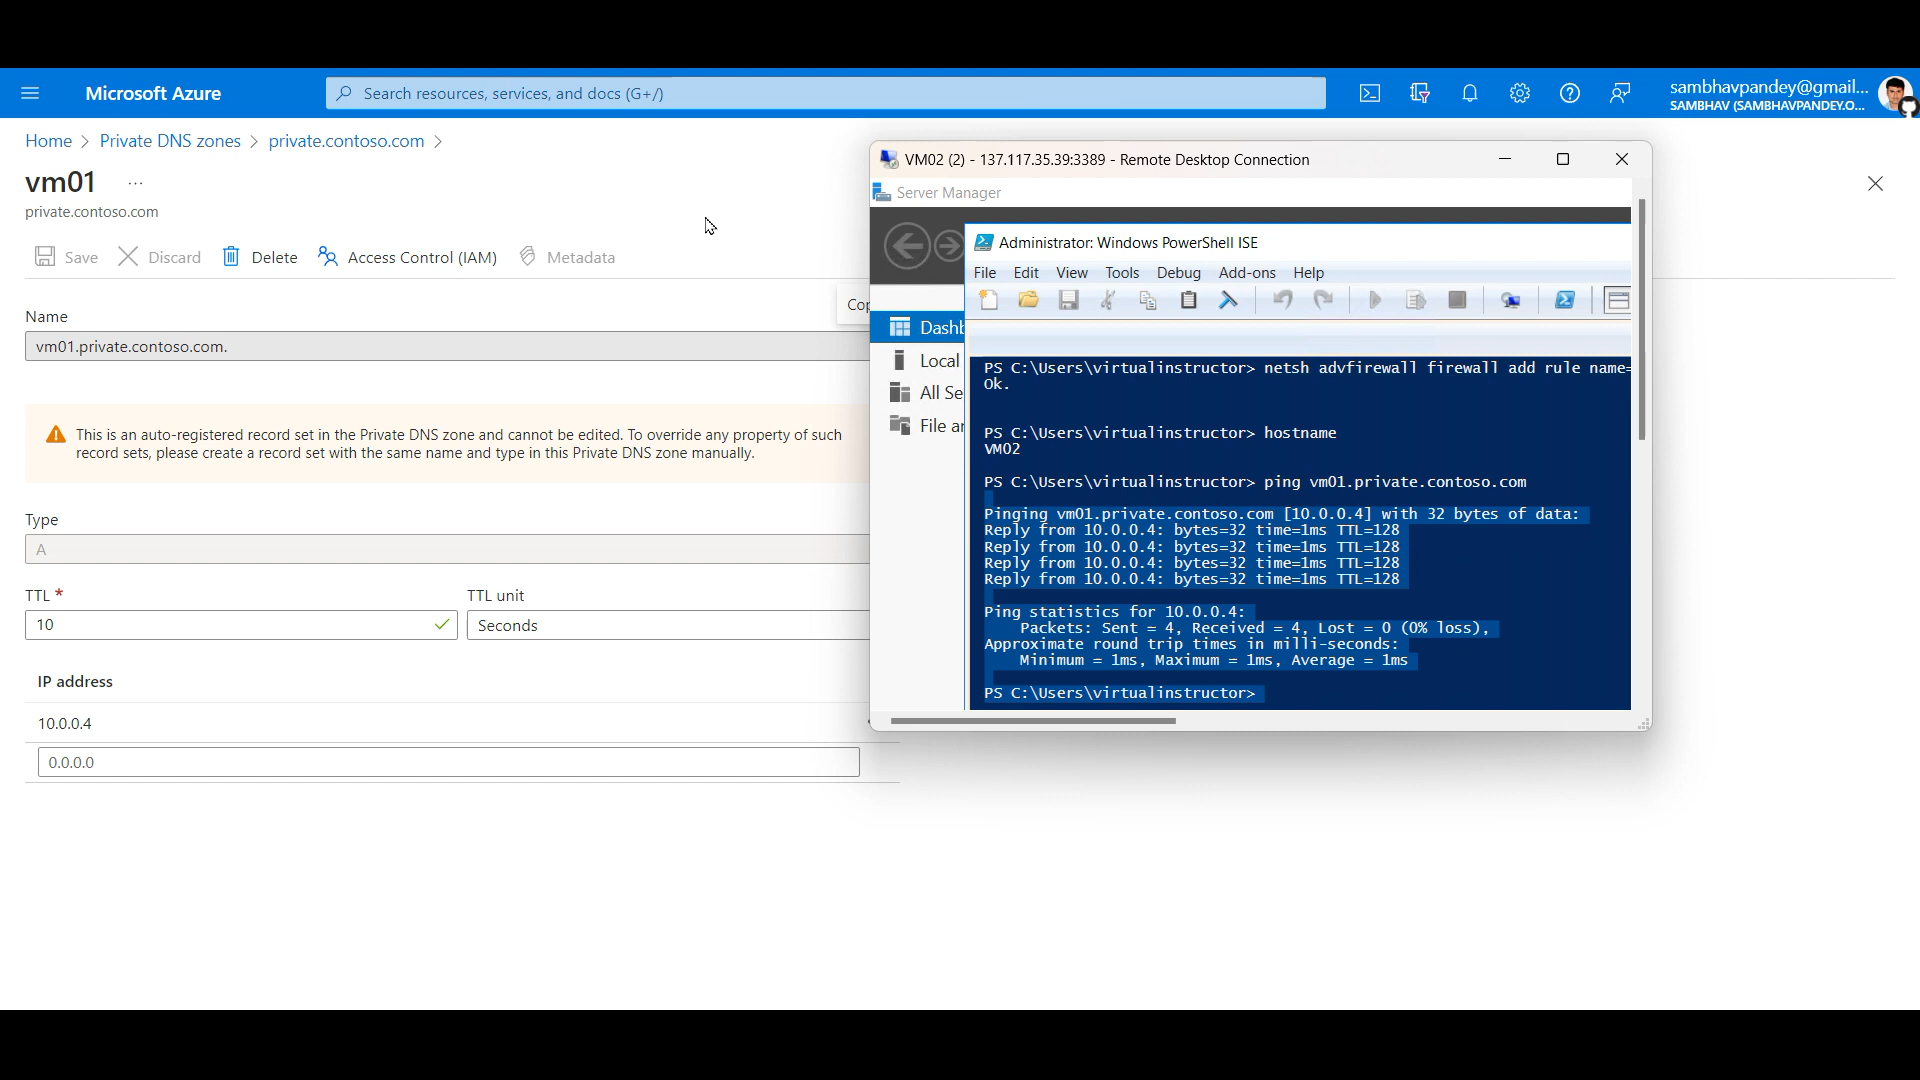 Microsoft Azure
Search resources, services, and docs (G+/)
sambhavpandey@gmail...
SAMBHAV (SAMBHAVPANDEY.O...
Home > Private DNS zones > private.contoso.com >
vm01 ...
private.contoso.com
Save Discard Delete Access Control (IAM) Metadata
Name
vm01.private.contoso.com.
This is an auto-registered record set in the Private DNS zone and cannot be edited. To override any property of such
record sets, please create a record set with the same name and type in this Private DNS zone manually.
Type
A
TTL *
TTL unit
10
Seconds
IP address
10.0.0.4
0.0.0.0
VM02 (2) - 137.117.35.39:3389 - Remote Desktop Connection
Server Manager
Administrator: Windows PowerShell ISE
File Edit View Tools Debug Add-ons Help
Local
PS C:\Users\virtualinstructor> netsh advfirewall firewall add rule name=
Ok.
PS C:\Users\virtualinstructor> hostname
VM02
PS C:\Users\virtualinstructor> ping vm01.private.contoso.com
Pinging vm01.private.contoso.com [10.0.0.4] with 32 bytes of data:
Reply from 10.0.0.4: bytes=32 time=1ms TTL=128
Reply from 10.0.0.4: bytes=32 time=1ms TTL=128
Reply from 10.0.0.4: bytes=32 time=1ms TTL=128
Reply from 10.0.0.4: bytes=32 time=1ms TTL=128
Ping statistics for 10.0.0.4:
Packets: Sent = 4, Received = 4, Lost = 0 (0% loss),
Approximate round trip times in milli-seconds:
Minimum = 1ms, Maximum = 1ms, Average = 1ms
PS C:\Users\virtualinstructor>